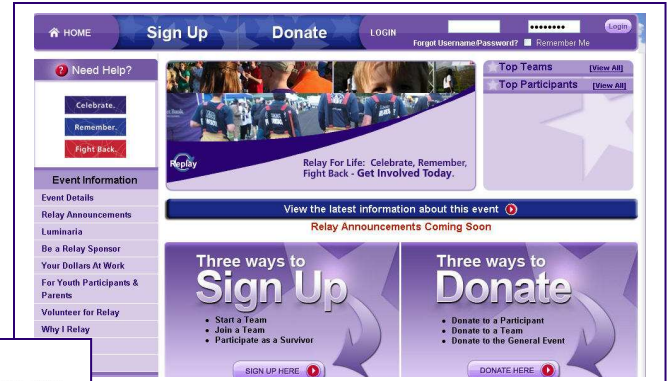 HOME
Sign Up
Donate
LOGIN
Login
Forgot Username/Password?
Remember Me
Need Help?
Celebrate.
Remember.
Fight Back.
Event Information
Event Details
Relay Announcements
Luminaria
Be a Relay Sponsor
Your Dollars At Work
For Youth Participants &
Parents
Volunteer for Relay
Why I Relay
Replay
Relay For Life: Celebrate, Remember,
Fight Back - Get Involved Today.
Top Teams [View All]
Top Participants [View All]
View the latest information about this event
Relay Announcements Coming Soon
Three ways to
Sign Up
• Start a Team
• Join a Team
• Participate as a Survivor
SIGN UP HERE
Three ways to
Donate
• Donate to a Participant
• Donate to a Team
• Donate to the General Event
DONATE HERE